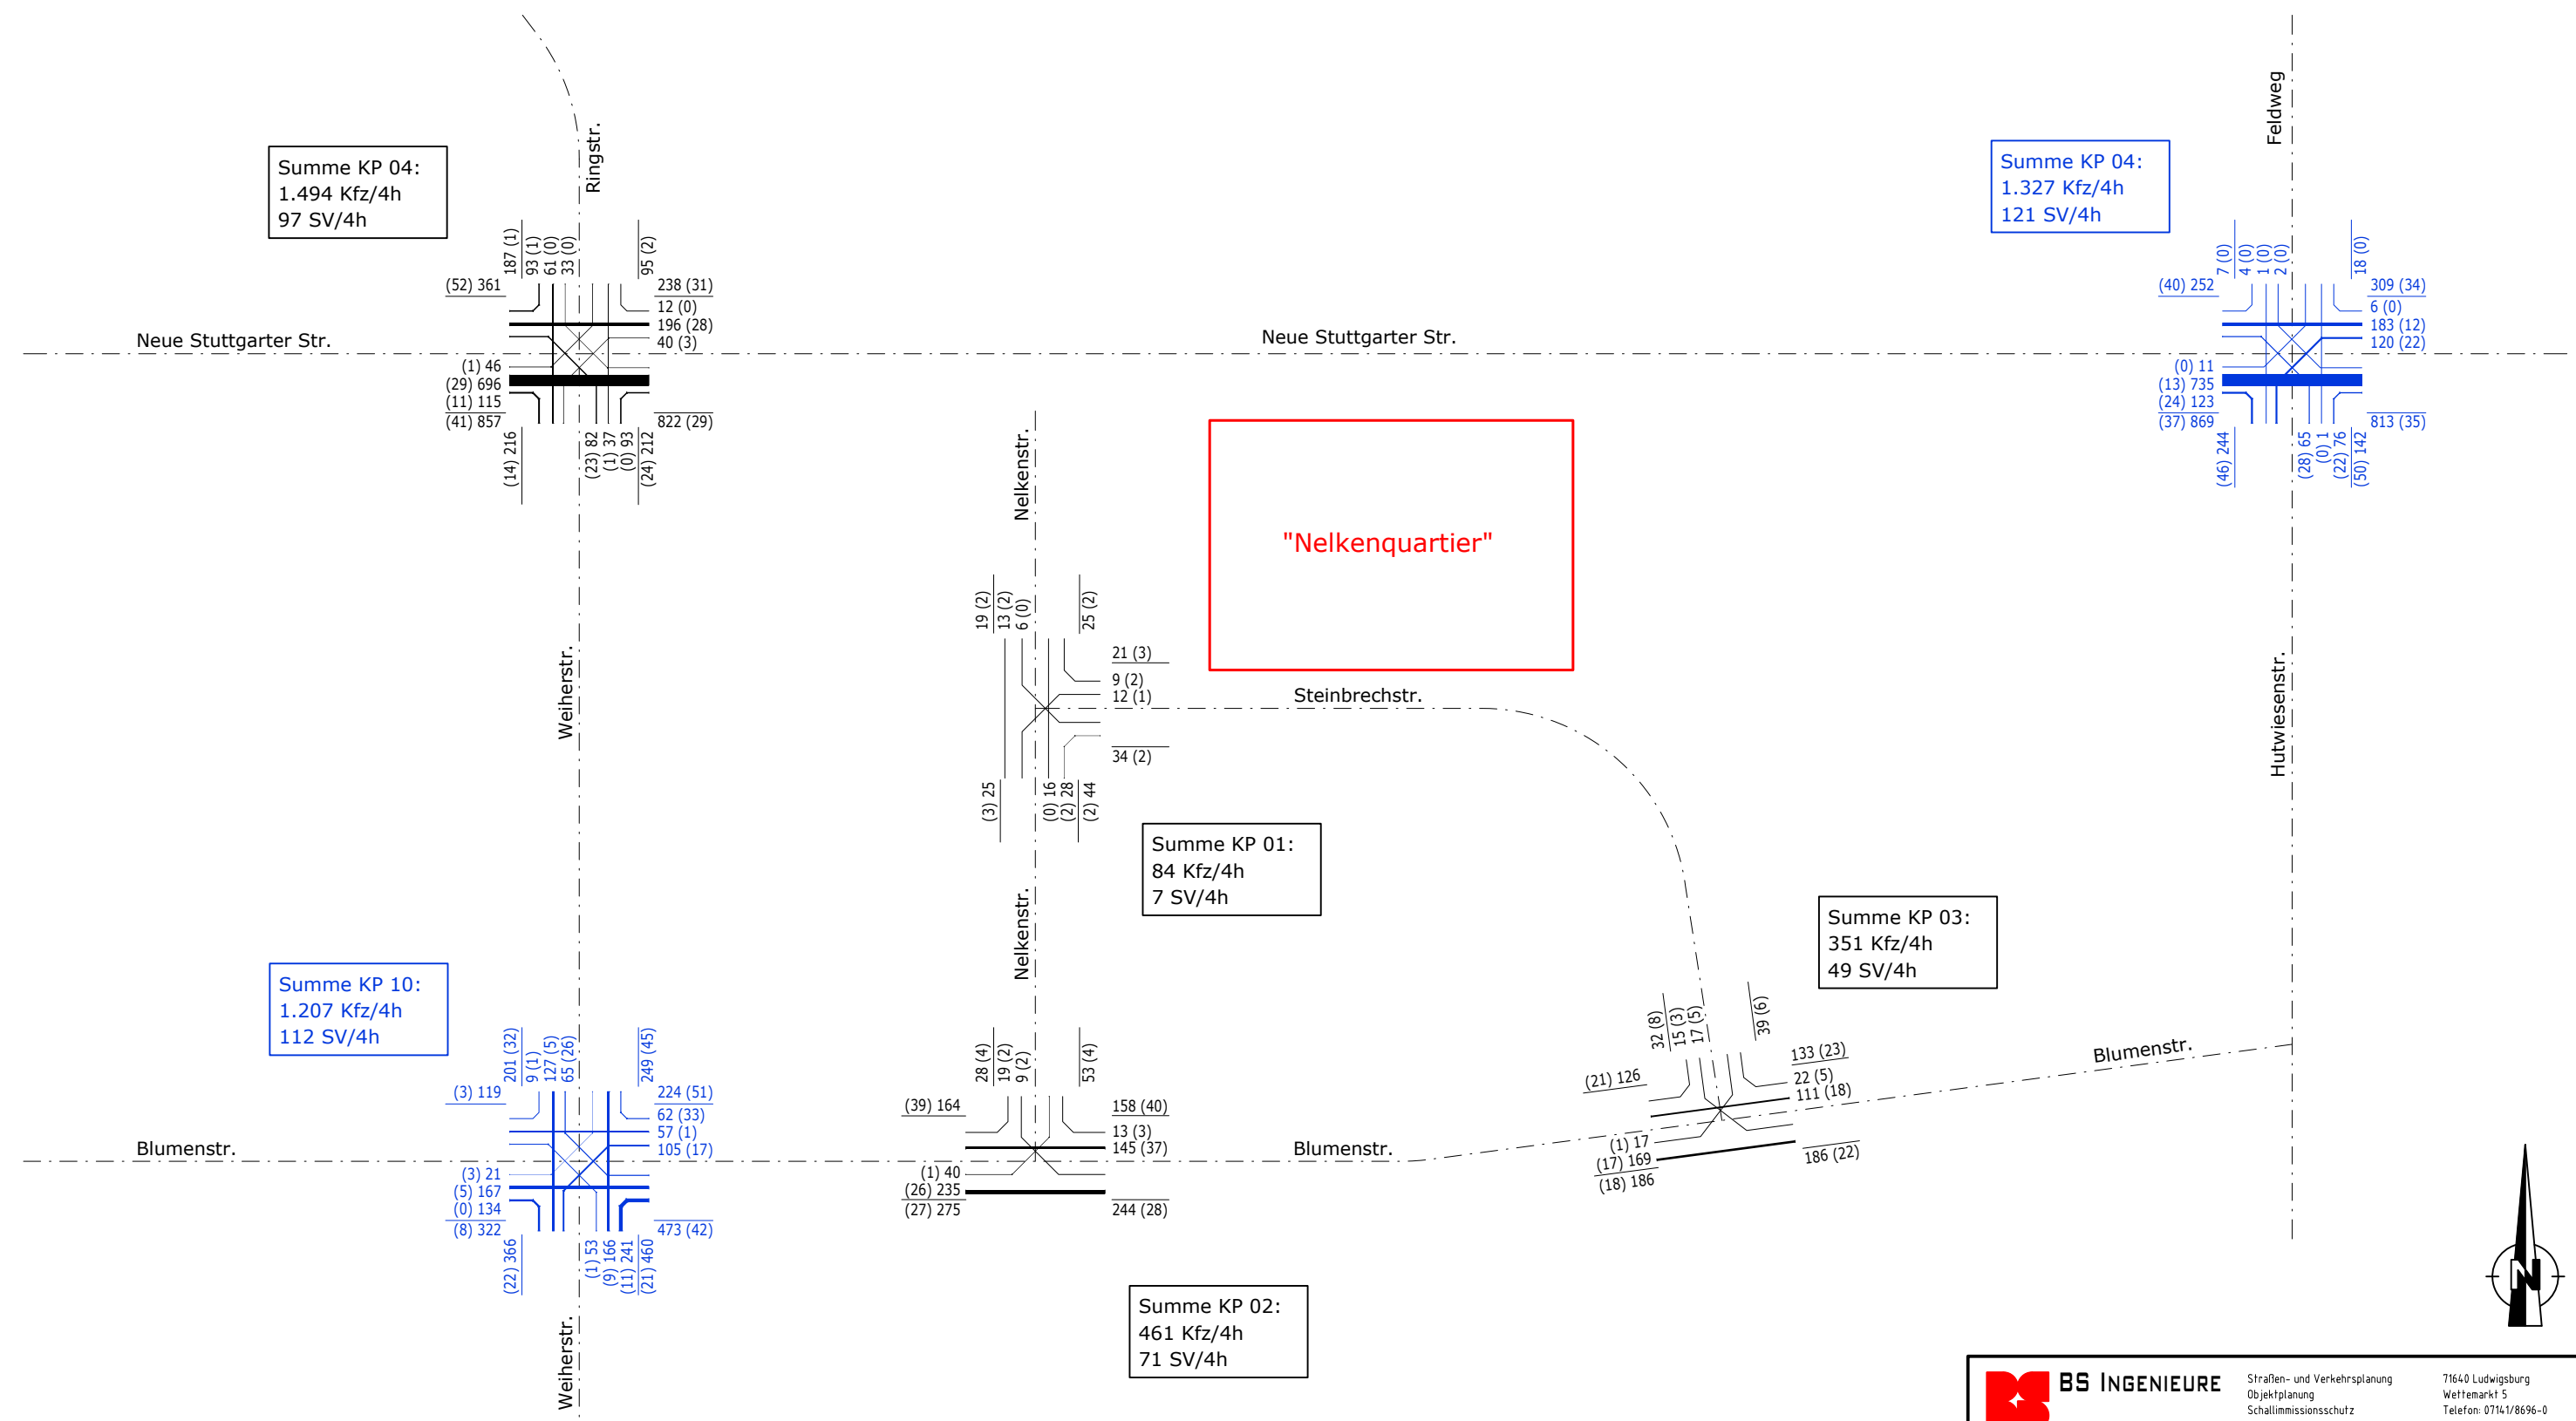 Ringstr.
Feldweg
Summe KP 04:
1.494 Kfz/4h
97 SV/4h
Summe KP 04:
1.327 Kfz/4h
121 SV/4h
187 (1)
93 (1)
61 (0)
33 (0)
95 (2)
(52) 361
238 (31)
12 (0)
196 (28)
40 (3)
(1) 46
(29) 696
(11) 115
(41) 857
822 (29)
(14) 216
(23) 82
(1) 37
(0) 93
(24) 212
7 (0)
4 (0)
1 (0)
2 (0)
18 (0)
(40) 252
309 (34)
6 (0)
183 (12)
120 (22)
(0) 11
(13) 735
(24) 123
(37) 869
813 (35)
(46) 244
(28) 65
(0) 1
(22) 76
(50) 142
Neue Stuttgarter Str.
Neue Stuttgarter Str.
Nelkenstr.
"Nelkenquartier"
19 (2)
13 (2)
6 (0)
25 (2)
21 (3)
9 (2)
12 (1)
34 (2)
(3) 25
(0) 16
(2) 28
(2) 44
Steinbrechstr.
Weiherstr.
Hutwiesenstr.
Summe KP 01:
84 Kfz/4h
7 SV/4h
Nelkenstr.
Summe KP 03:
351 Kfz/4h
49 SV/4h
Summe KP 10:
1.207 Kfz/4h
112 SV/4h
201 (32)
9 (1)
127 (5)
65 (26)
249 (45)
(3) 119
224 (51)
62 (33)
57 (1)
105 (17)
(3) 21
(5) 167
(0) 134
(8) 322
473 (42)
(22) 366
(1) 53
(9) 166
(11) 241
(21) 460
28 (4)
19 (2)
9 (2)
53 (4)
(39) 164
158 (40)
13 (3)
145 (37)
(1) 40
(26) 235
(27) 275
244 (28)
32 (8)
15 (3)
17 (5)
39 (6)
(21) 126
133 (23)
22 (5)
111 (18)
(1) 17
(17) 169
(18) 186
186 (22)
Blumenstr.
Blumenstr.
Blumenstr.
Summe KP 02:
461 Kfz/4h
71 SV/4h
Weiherstr.
N
BS INGENIEURE
Straßen- und Verkehrsplanung
Objektplanung
Schallimmissionsschutz
71640 Ludwigsburg
Wettemarkt 5
Telefon: 07141/8696-0